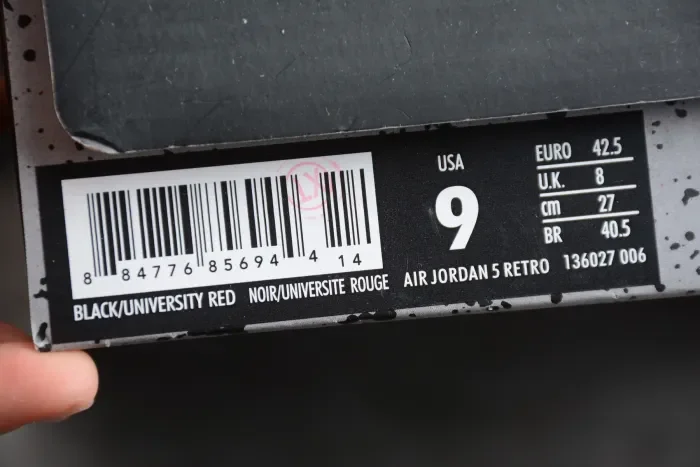 8 84776 85694 4 14
BLACK/UNIVERSITY RED NOIR/UNIVERSITE ROUGE
USA
9
EURO 42.5
U.K. 8
cm 27
BR 40.5
AIR JORDAN 5 RETRO 136027 006